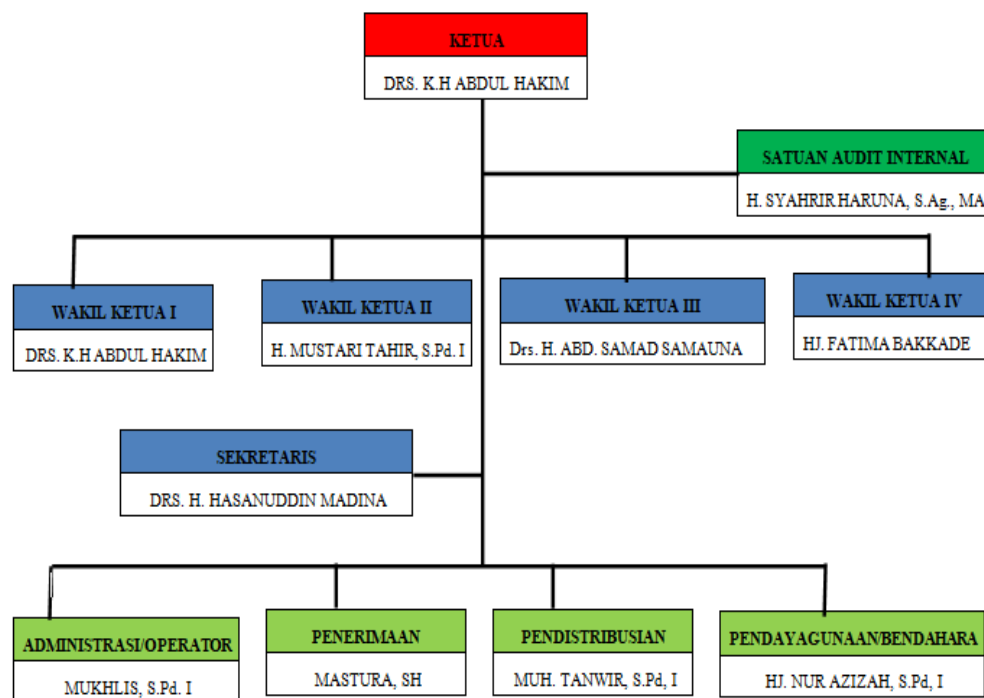 KETUA
DRS. K.H ABDUL HAKIM
SATUAN AUDIT INTERNAL
H. SYAHRIR HARUNA, S.Ag., MA
WAKIL KETUA I
DRS. K.H ABDUL HAKIM
WAKIL KETUA II
H. MUSTARI TAHIR, S.Pd. I
WAKIL KETUA III
Drs. H. ABD. SAMAD SAMAUNA
WAKIL KETUA IV
HJ. FATIMA BAKKADE
SEKRETARIS
DRS. H. HASANUDDIN MADINA
ADMINISTRASI/OPERATOR
MUKHLIS, S.Pd. I
PENERIMAAN
MASTURA, SH
PENDISTRIBUSIAN
MUH. TANWIR, S.Pd, I
PENDAYAGUNAAN/BENDAHARA
HJ. NUR AZIZAH, S.Pd, I